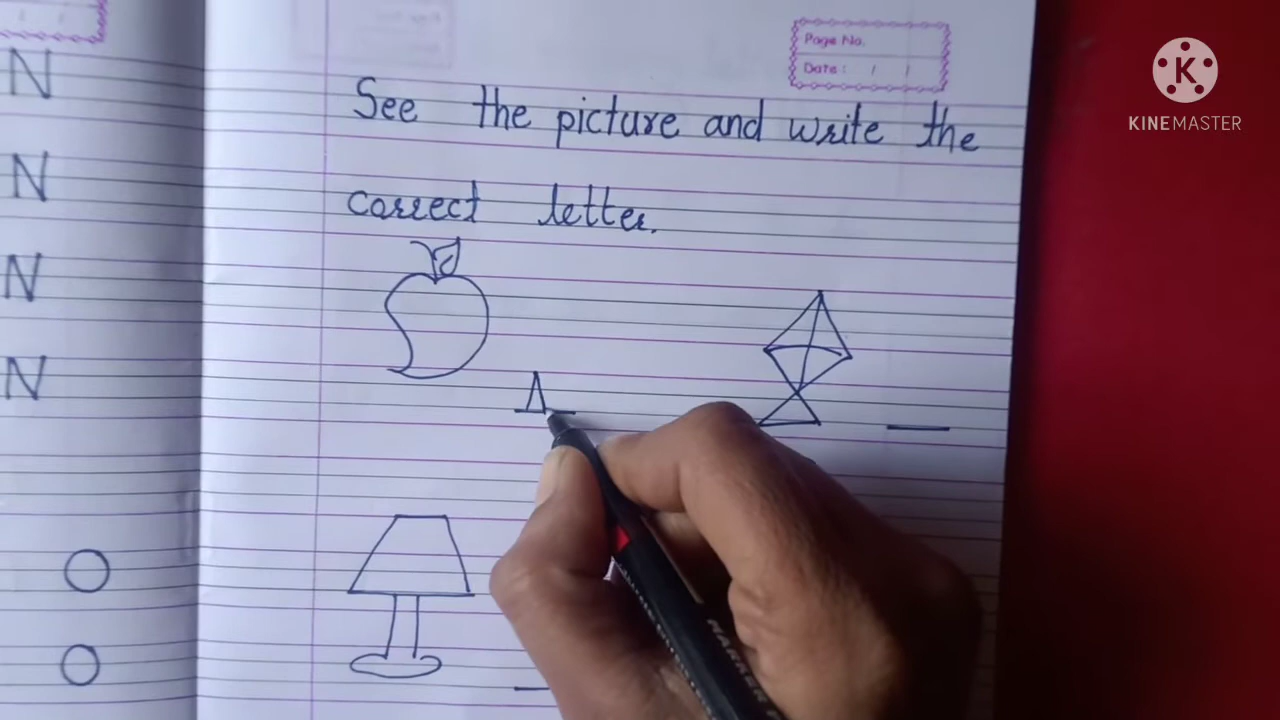 Page No.
Date: / /
KINEMASTER
See the picture and write the
correct letter.
N
N
N
N
A
O
O